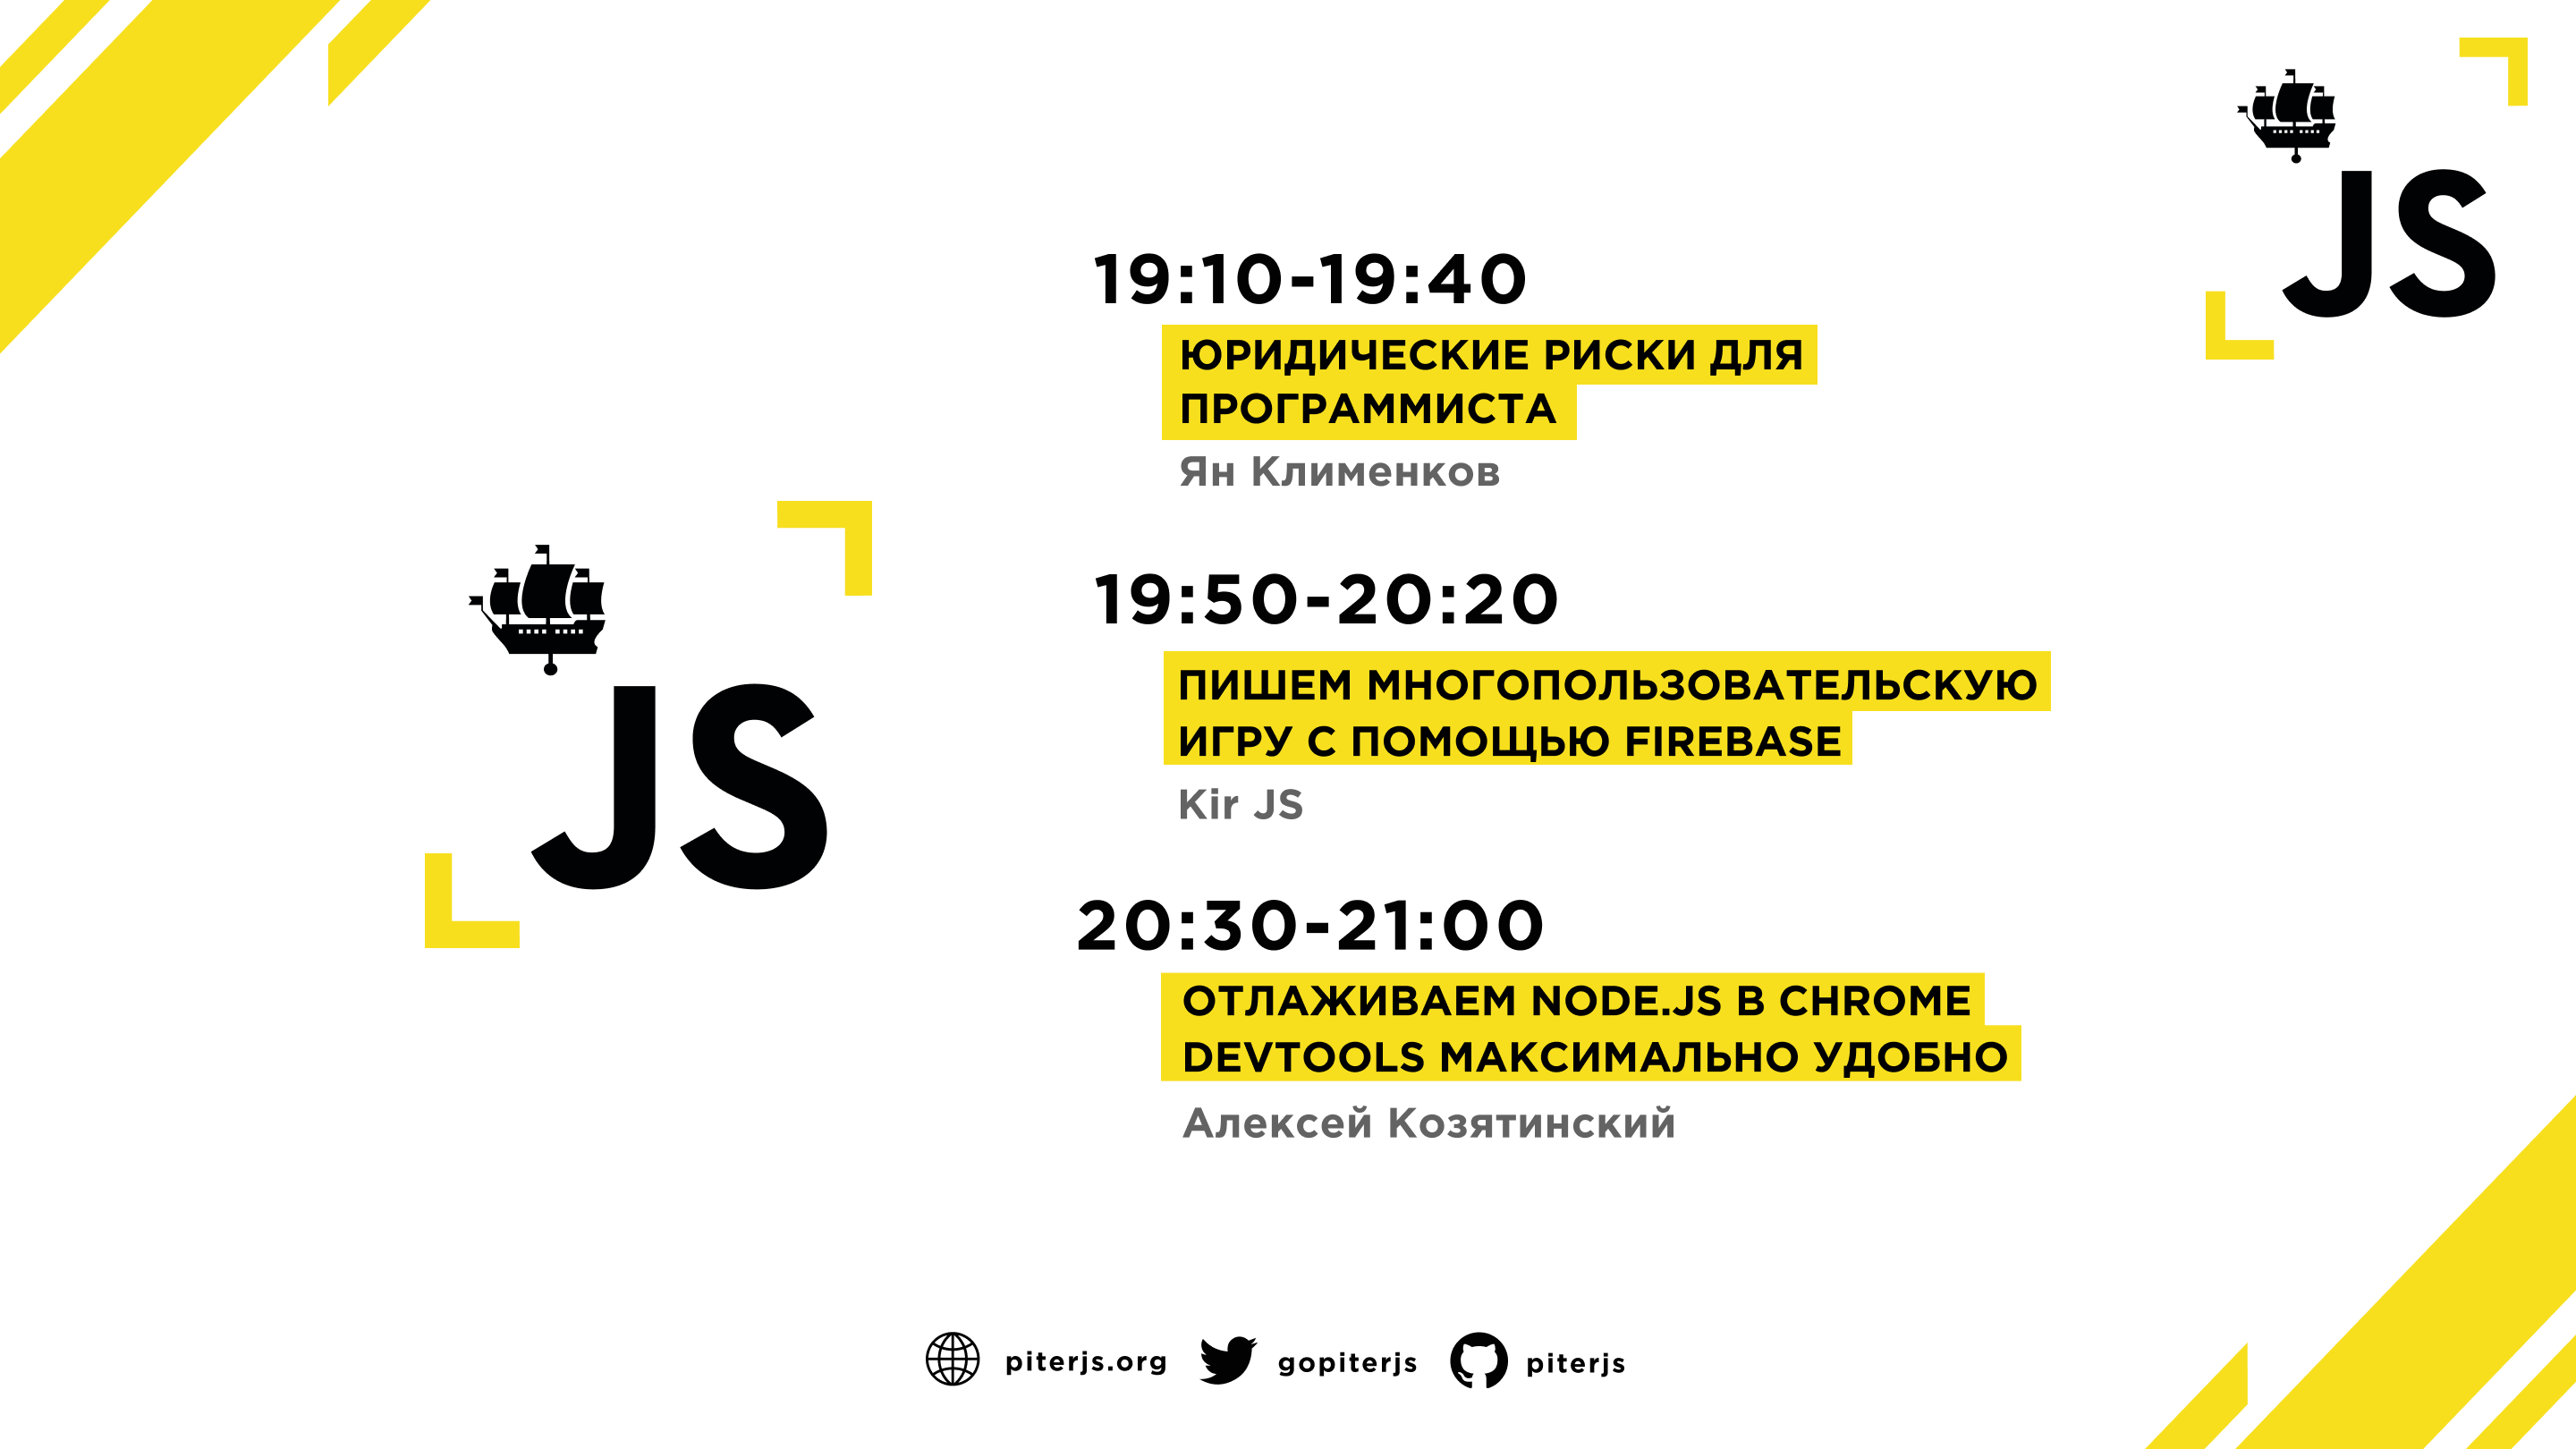 JS
JS
19:10-19:40
ЮРИДИЧЕСКИЕ РИСКИ ДЛЯ
ПРОГРАММИСТА
Ян Клименков
19:50-20:20
ПИШЕМ МНОГОПОЛЬЗОВАТЕЛЬСКУЮ
ИГРУ С ПОМОЩЬЮ FIREBASE
Kir JS
20:30-21:00
ОТЛАЖИВАЕМ NODE.JS В CHROME
DEVTOOLS МАКСИМАЛЬНО УДОБНО
Алексей Козятинский
piterjs.org gopiterjs piterjs